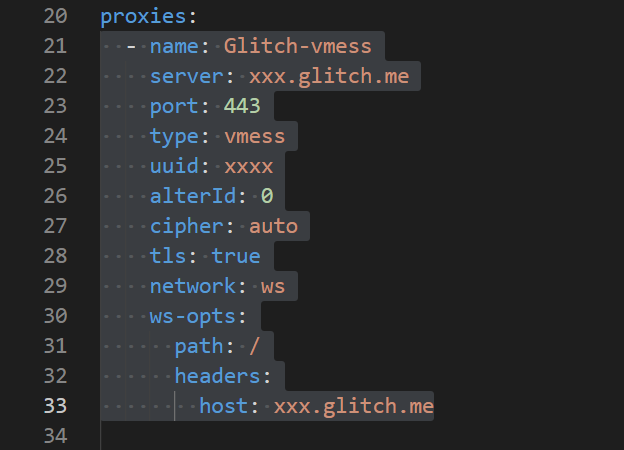 20 proxies:
21   - name: Glitch-vmess
22     server: xxx.glitch.me
23     port: 443
24     type: vmess
25     uuid: xxxx
26     alterId: 0
27     cipher: auto
28     tls: true
29     network: ws
30     ws-opts:
31       path: /
32       headers:
33         host: xxx.glitch.me
34